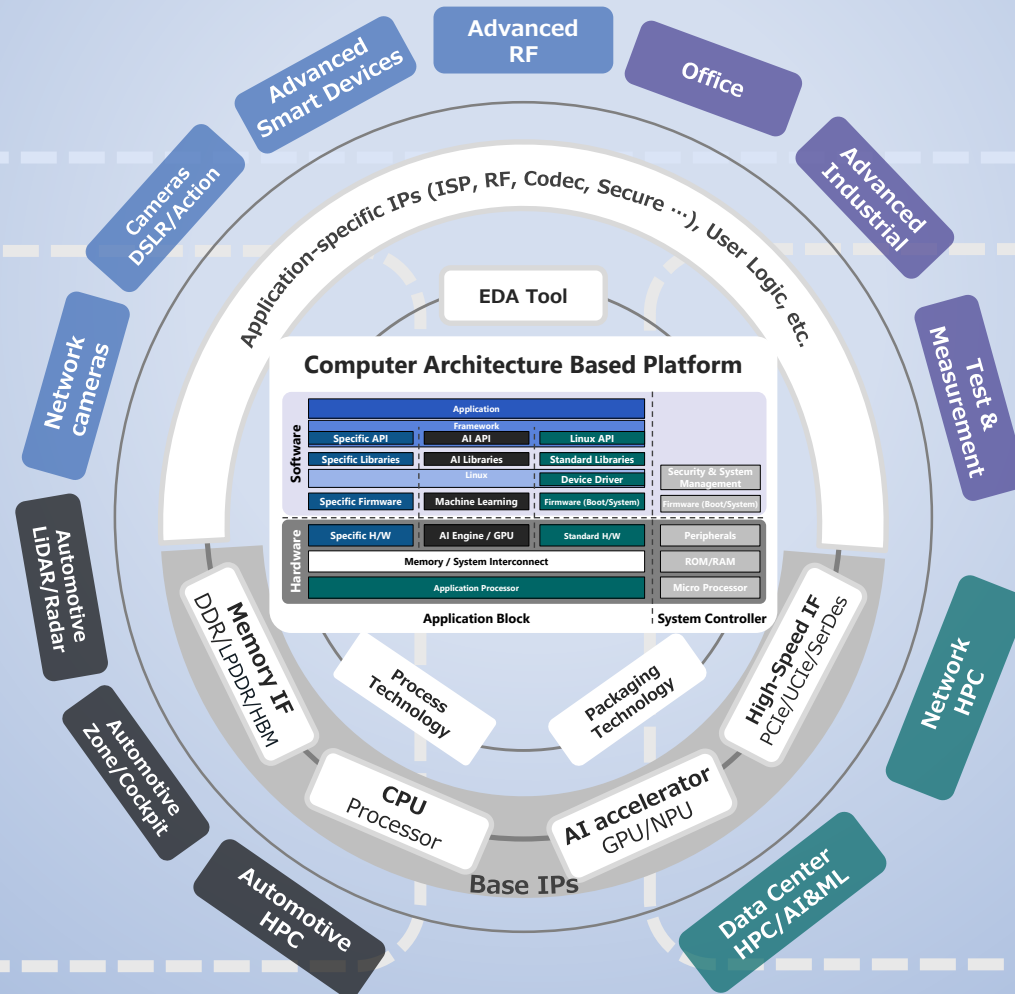 Advanced
RF
Advanced
Smart Devices
Office
Cameras
DSLR/Action
Advanced
Industrial
Network
cameras
Test &
Measurement
Application-specific IPs (ISP, RF, Codec, Secure ···), User Logic, etc.
EDA Tool
Computer Architecture Based Platform
Software
Application
Framework
Specific API
AI API
Linux API
Specific Libraries
AI Libraries
Standard Libraries
Linux
Device Driver
Security & System
Management
Specific Firmware
Machine Learning
Firmware (Boot/System)
Firmware (Boot/System)
Hardware
Specific H/W
AI Engine / GPU
Standard H/W
Peripherals
Memory / System Interconnect
ROM/RAM
Application Processor
Micro Processor
Application Block
System Controller
Automotive
LiDAR/Radar
Memory IF
DDR/LPDDR/HBM
Process
Technology
Packaging
Technology
High-Speed IF
PCIe/UCIe/SerDes
Network
HPC
Automotive
Zone/Cockpit
CPU
Processor
AI accelerator
GPU/NPU
Base IPs
Automotive
HPC
Data Center
HPC/AI&ML